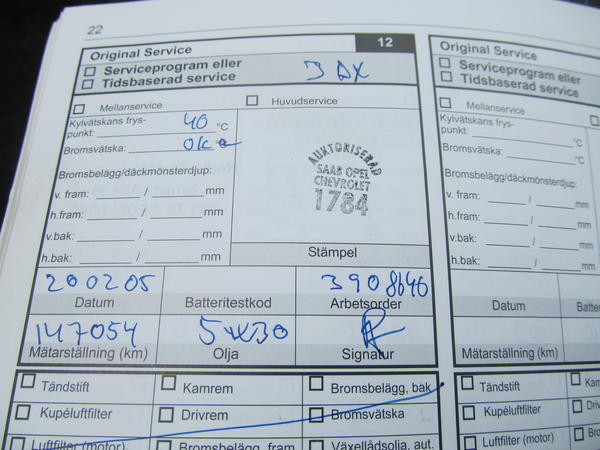 22
Original Service 12
Serviceprogram eller
Tidsbaserad service
Mellanservice Huvudservice
Kylvätskans frys-
punkt: 40 °C
Bromsvätska: OK
Bromsbelägg/däckmönsterdjup:
v. fram: / mm
h.fram: / mm
v.bak: / mm
h.bak: / mm
AUKTORISERAD
SAAB OPEL
CHEVROLET
1784
Stämpel
200205 3908646
Datum Batteritestkod Arbetsorder
147054 5W30
Mätarställning (km) Olja Signatur
Tändstift Kamrem Bromsbelägg, bak
Kupéluftfilter Drivrem Bromsvätska
Luftfilter (motor) Bromsbelägg, fram Växellådsolja, aut.
Original Service
Serviceprogram eller
Tidsbaserad service
Mellanservice
Kylvätskans frys-
punkt: °C
Bromsvätska: °C
Bromsbelägg/däckmönsterdjup:
v. fram: / mm
h.fram: / mm
v.bak: / mm
h.bak: / mm
Datum
Mätarställning (km)
Tändstift
Kupéluftfilter
Luftfilter (motor)